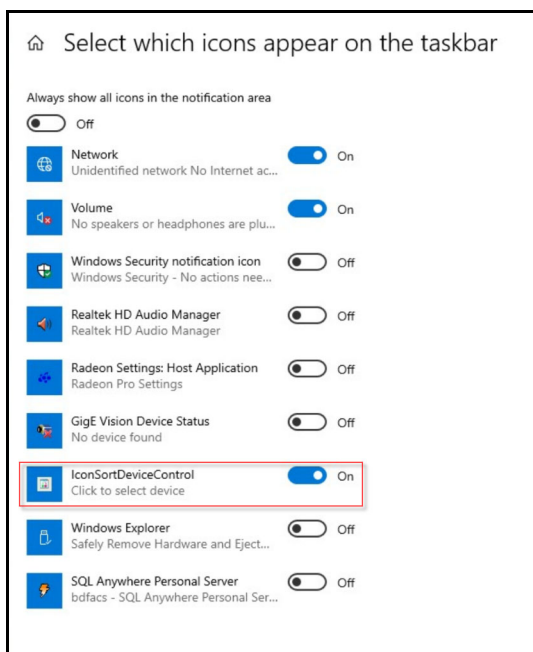 Select which icons appear on the taskbar
Always show all icons in the notification area
Off
Network
On
Unidentified network No Internet ac...
Volume
On
No speakers or headphones are plu...
Windows Security notification icon
Off
Windows Security - No actions nee...
Realtek HD Audio Manager
Off
Realtek HD Audio Manager
Radeon Settings: Host Application
Off
Radeon Pro Settings
GigE Vision Device Status
Off
No device found
IconSortDeviceControl
On
Click to select device
Windows Explorer
Off
Safely Remove Hardware and Eject...
SQL Anywhere Personal Server
Off
bdfacs - SQL Anywhere Personal Ser...